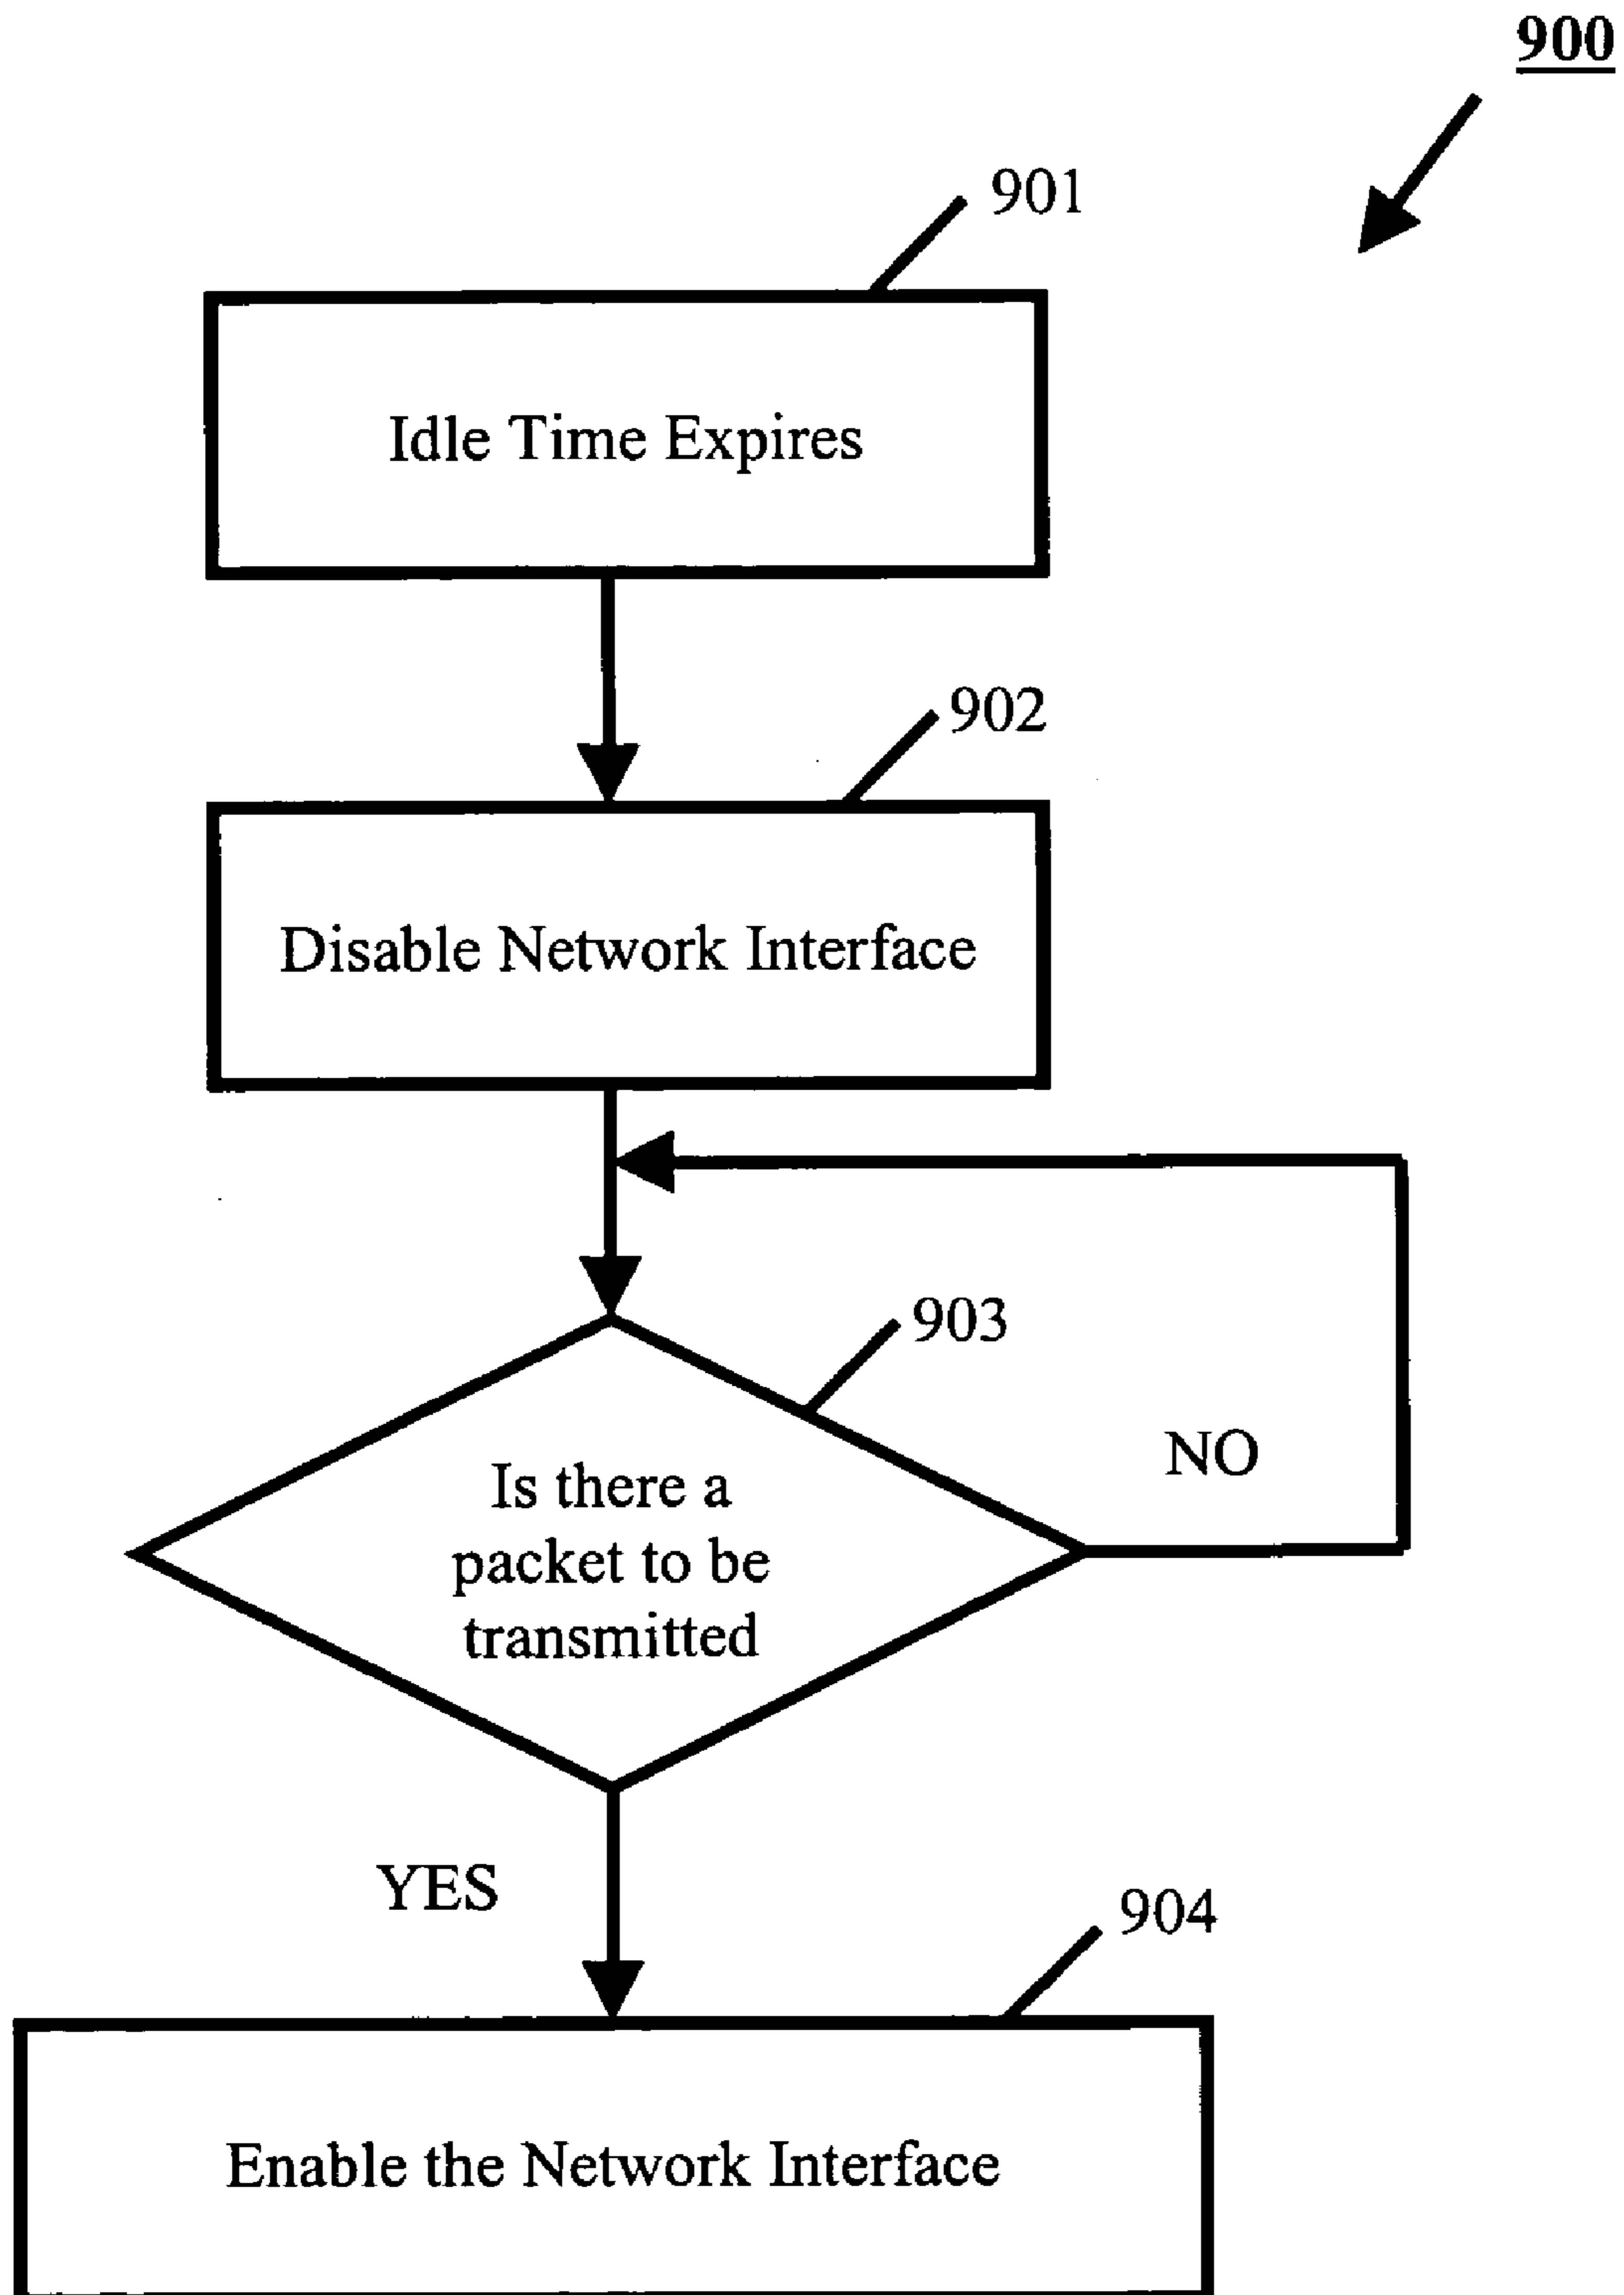 900
901
Idle Time Expires
902
Disable Network Interface
903
Is there a
packet to be
transmitted
NO
YES
904
Enable the Network Interface